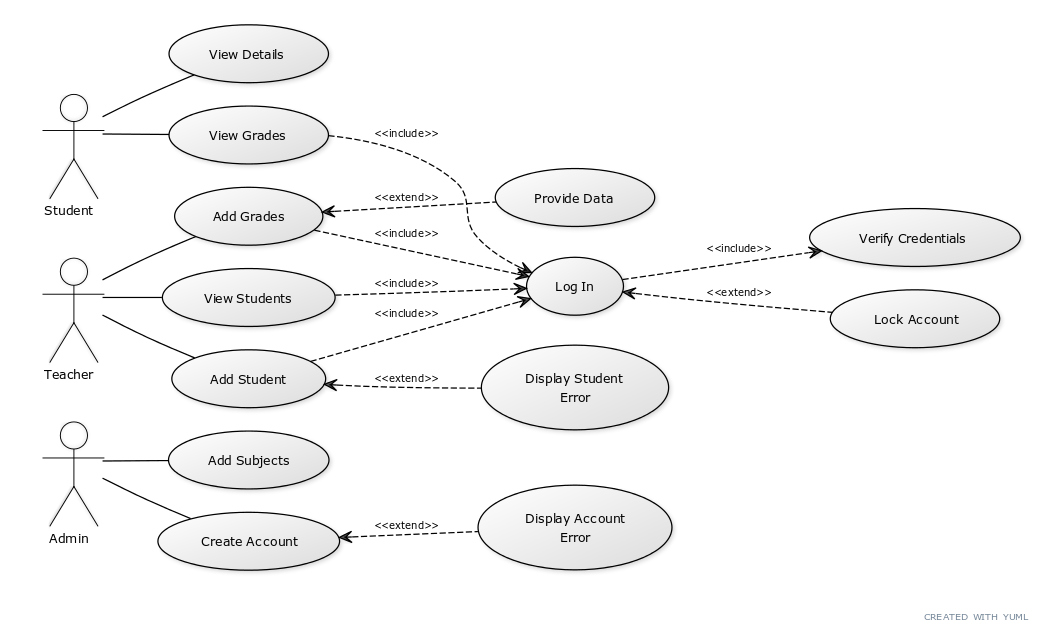 View Details
View Grades
<<include>>
Student
Add Grades
<<extend>>
Provide Data
<<include>>
Verify Credentials
<<include>>
Teacher
View Students
<<include>>
Log In
<<extend>>
Lock Account
<<include>>
Add Student
<<extend>>
Display Student
Error
Admin
Add Subjects
Create Account
<<extend>>
Display Account
Error
CREATED WITH YUML